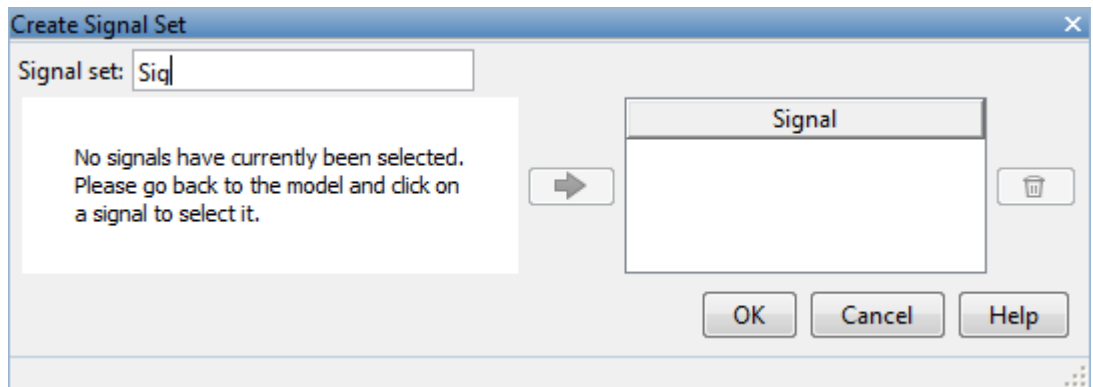 Create Signal Set
Signal set: Sig
No signals have currently been selected.
Please go back to the model and click on
a signal to select it.
Signal
OK Cancel Help